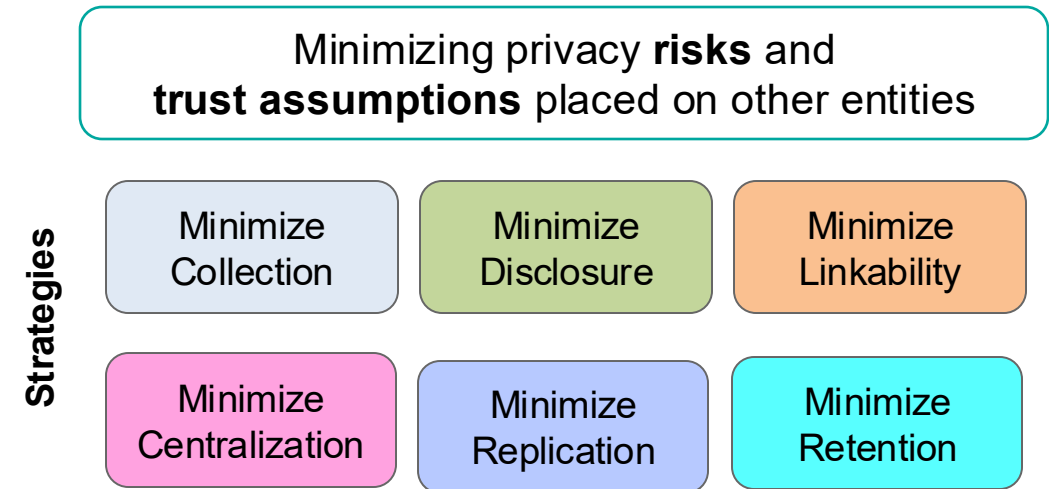 Minimizing privacy risks and
trust assumptions placed on other entities
Strategies
Minimize
Collection
Minimize
Disclosure
Minimize
Linkability
Minimize
Centralization
Minimize
Replication
Minimize
Retention